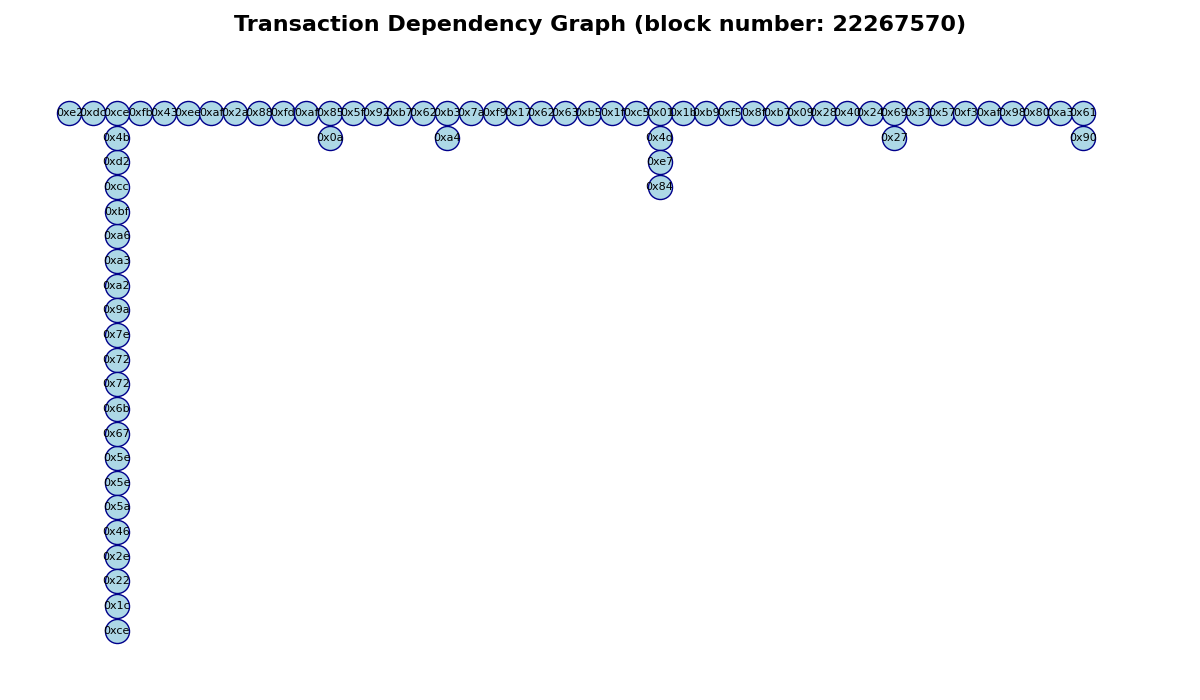 Transaction Dependency Graph (block number: 22267570)
0xe2 0xdc 0xce 0xfb 0x43 0xee 0xaf 0x2a 0x88 0xfd 0xaf 0x85 0x5f 0x92 0xb7 0x62 0xb3 0x7a 0xf9 0x17 0x62 0x63 0xb5 0x1f 0xc5 0x01 0x1b 0xb9 0xf5 0x8f 0xb7 0x09 0x28 0x40 0x24 0x69 0x31 0x57 0xf3 0xaf 0x98 0x80 0xa3 0x61
0x4b 0x0a 0xa4 0x4d 0x27 0x90
0xd2 0xe7
0xcc 0x84
0xbf
0xa6
0xa3
0xa2
0x9a
0x7e
0x72
0x72
0x6b
0x67
0x5e
0x5e
0x5a
0x46
0x2e
0x22
0x1c
0xce